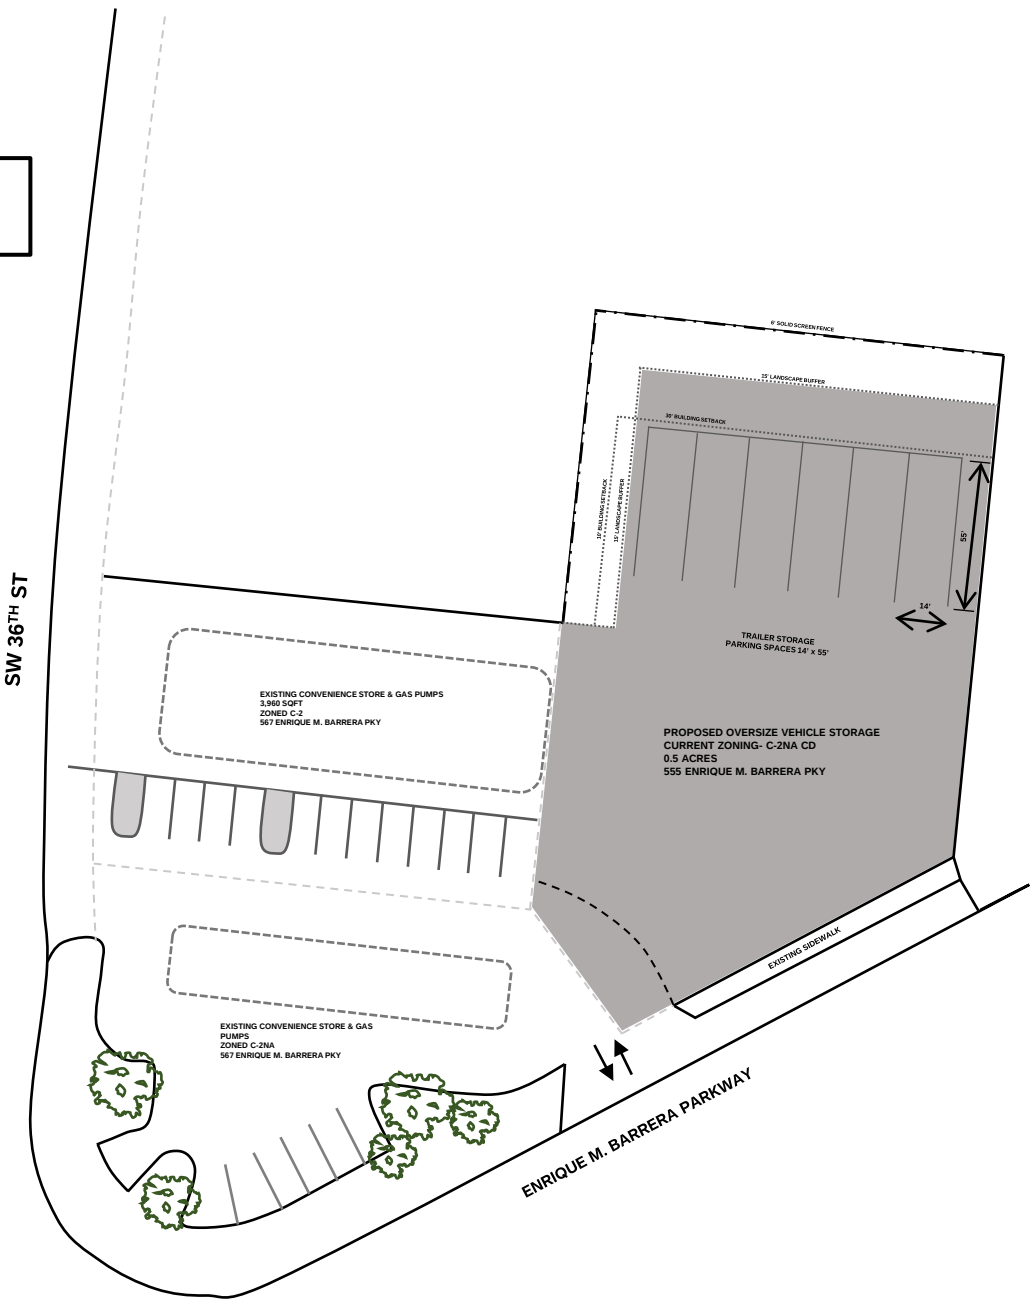 6' SOLID SCREEN FENCE
15' LANDSCAPE BUFFER
30' BUILDING SETBACK
10' BUILDING SETBACK
15' LANDSCAPE BUFFER
55'
14'
TRAILER STORAGE
PARKING SPACES 14' x 55'
SW 36TH ST
EXISTING CONVENIENCE STORE & GAS PUMPS
3,960 SQFT
ZONED C-2
567 ENRIQUE M. BARRERA PKY
PROPOSED OVERSIZE VEHICLE STORAGE
CURRENT ZONING- C-2NA CD
0.5 ACRES
555 ENRIQUE M. BARRERA PKY
EXISTING SIDEWALK
EXISTING CONVENIENCE STORE & GAS
PUMPS
ZONED C-2NA
567 ENRIQUE M. BARRERA PKY
ENRIQUE M. BARRERA PARKWAY